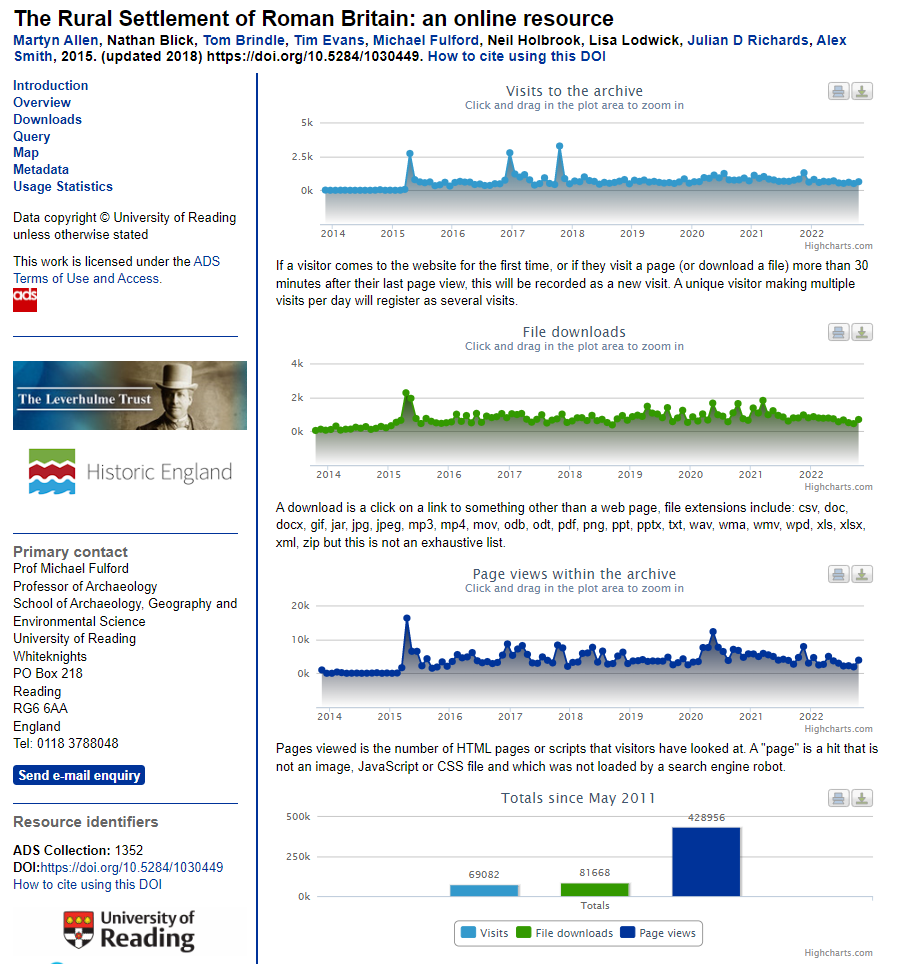 The Rural Settlement of Roman Britain: an online resource
Martyn Allen, Nathan Blick, Tom Brindle, Tim Evans, Michael Fulford, Neil Holbrook, Lisa Lodwick, Julian D Richards, Alex
Smith, 2015. (updated 2018) https://doi.org/10.5284/1030449. How to cite using this DOI
Introduction
Overview
Downloads
Query
Map
Metadata
Usage Statistics
Data copyright © University of Reading
unless otherwise stated
This work is licensed under the ADS
Terms of Use and Access.
ads
The Leverhulme Trust
Historic England
Primary contact
Prof Michael Fulford
Professor of Archaeology
School of Archaeology, Geography and
Environmental Science
University of Reading
Whiteknights
PO Box 218
Reading
RG6 6AA
England
Tel: 0118 3788048
Send e-mail enquiry
Resource identifiers
ADS Collection: 1352
DOI:https://doi.org/10.5284/1030449
How to cite using this DOI
University of
Reading
Visits to the archive
Click and drag in the plot area to zoom in
5k
2.5k
0k
2014 2015 2016 2017 2018 2019 2020 2021 2022
Highcharts.com
If a visitor comes to the website for the first time, or if they visit a page (or download a file) more than 30
minutes after their last page view, this will be recorded as a new visit. A unique visitor making multiple
visits per day will register as several visits.
File downloads
Click and drag in the plot area to zoom in
4k
2k
0k
2014 2015 2016 2017 2018 2019 2020 2021 2022
Highcharts.com
A download is a click on a link to something other than a web page, file extensions include: csv, doc,
docx, gif, jar, jpg, jpeg, mp3, mp4, mov, odb, odt, pdf, png, ppt, pptx, txt, wav, wma, wmv, wpd, xls, xlsx,
xml, zip but this is not an exhaustive list.
Page views within the archive
Click and drag in the plot area to zoom in
20k
10k
0k
2014 2015 2016 2017 2018 2019 2020 2021 2022
Highcharts.com
Pages viewed is the number of HTML pages or scripts that visitors have looked at. A "page" is a hit that is
not an image, JavaScript or CSS file and which was not loaded by a search engine robot.
Totals since May 2011
500k
250k
0k
69082
81668
428956
Totals
Visits File downloads Page views
Highcharts.com